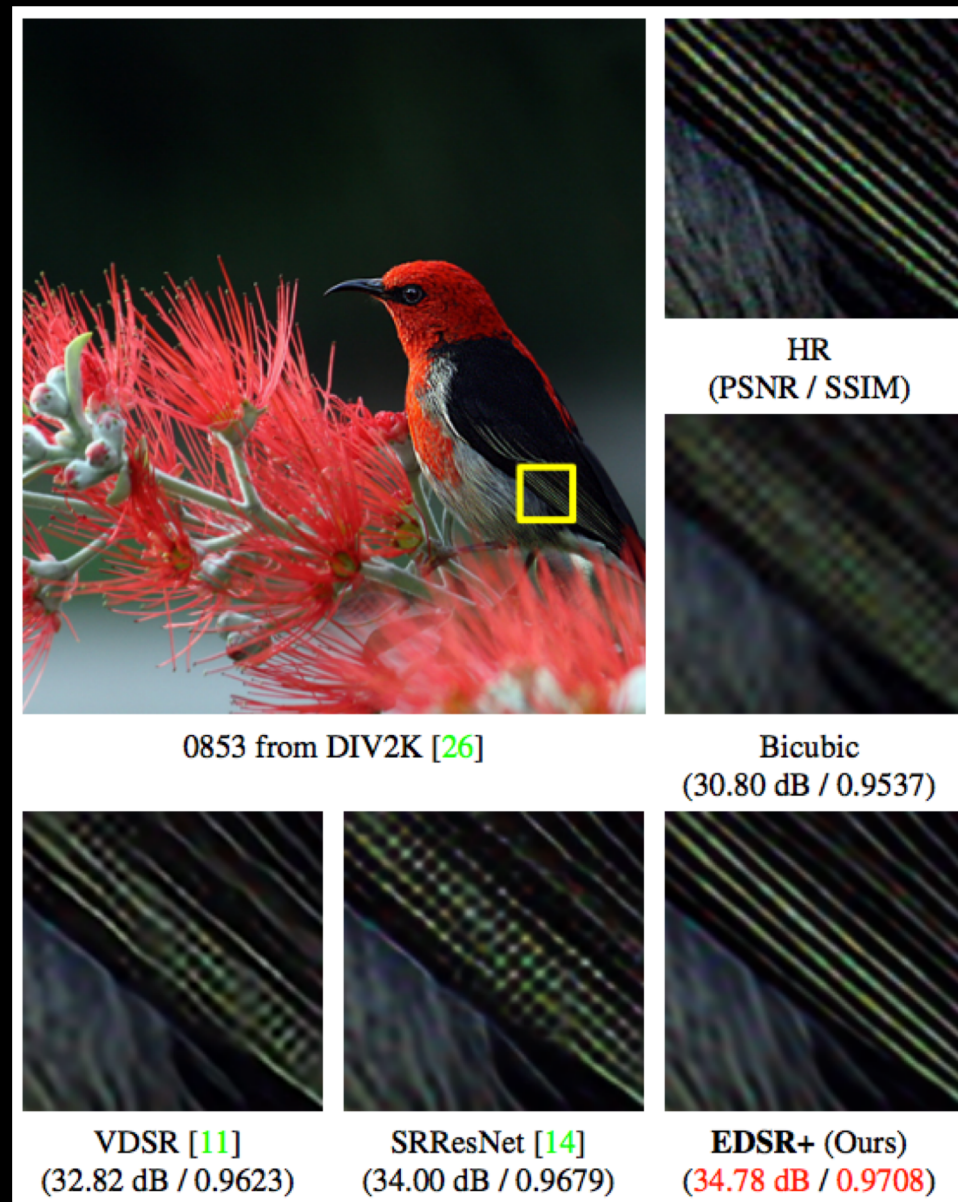 HR
(PSNR / SSIM)
0853 from DIV2K [26]
Bicubic
(30.80 dB / 0.9537)
VDSR [11]
(32.82 dB / 0.9623)
SRResNet [14]
(34.00 dB / 0.9679)
EDSR+ (Ours)
(34.78 dB / 0.9708)